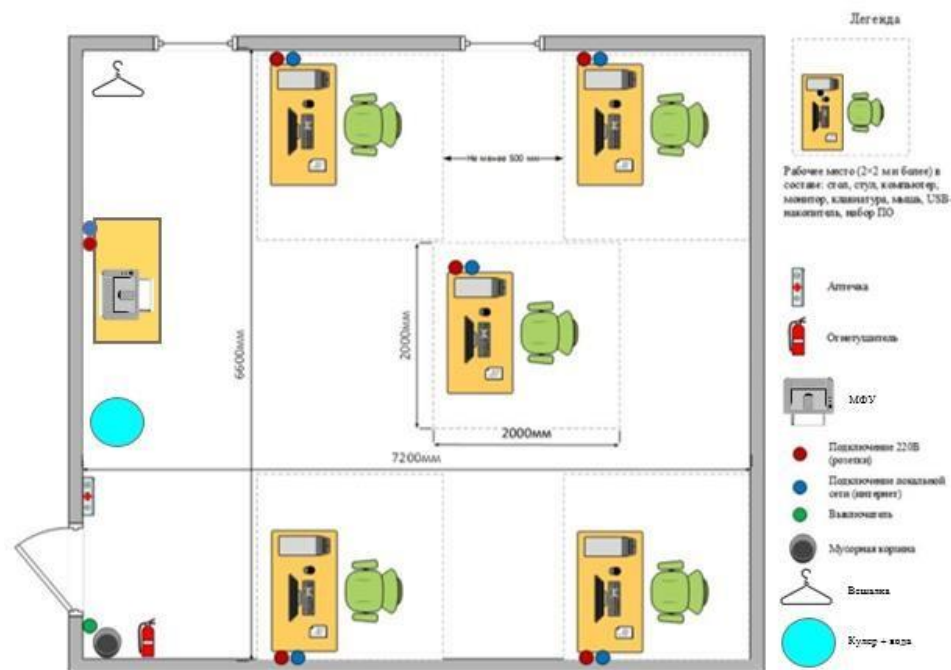 Легенда
Не менее 500 мм
Рабочее место (2×2 м и более) в
составе: стол, стул, компьютер,
монитор, клавиатура, мышь, USB-
накопитель, набор ПО
6600мм
2000мм
2000мм
7200мм
Аптечка
Огнетушитель
МФУ
Подключение 220В
(розетки)
Подключение локальной
сети (интернет)
Выключатель
Мусорная корзина
Вешалка
Кулер + вода